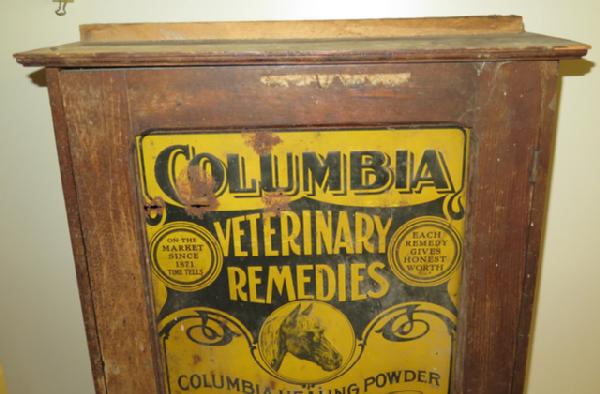 COLUMBIA
VETERINARY
REMEDIES
ON THE
MARKET
SINCE
1871
TIME TELLS
EACH
REMEDY
GIVES
HONEST
WORTH
COLUMBIA HEALING POWDER